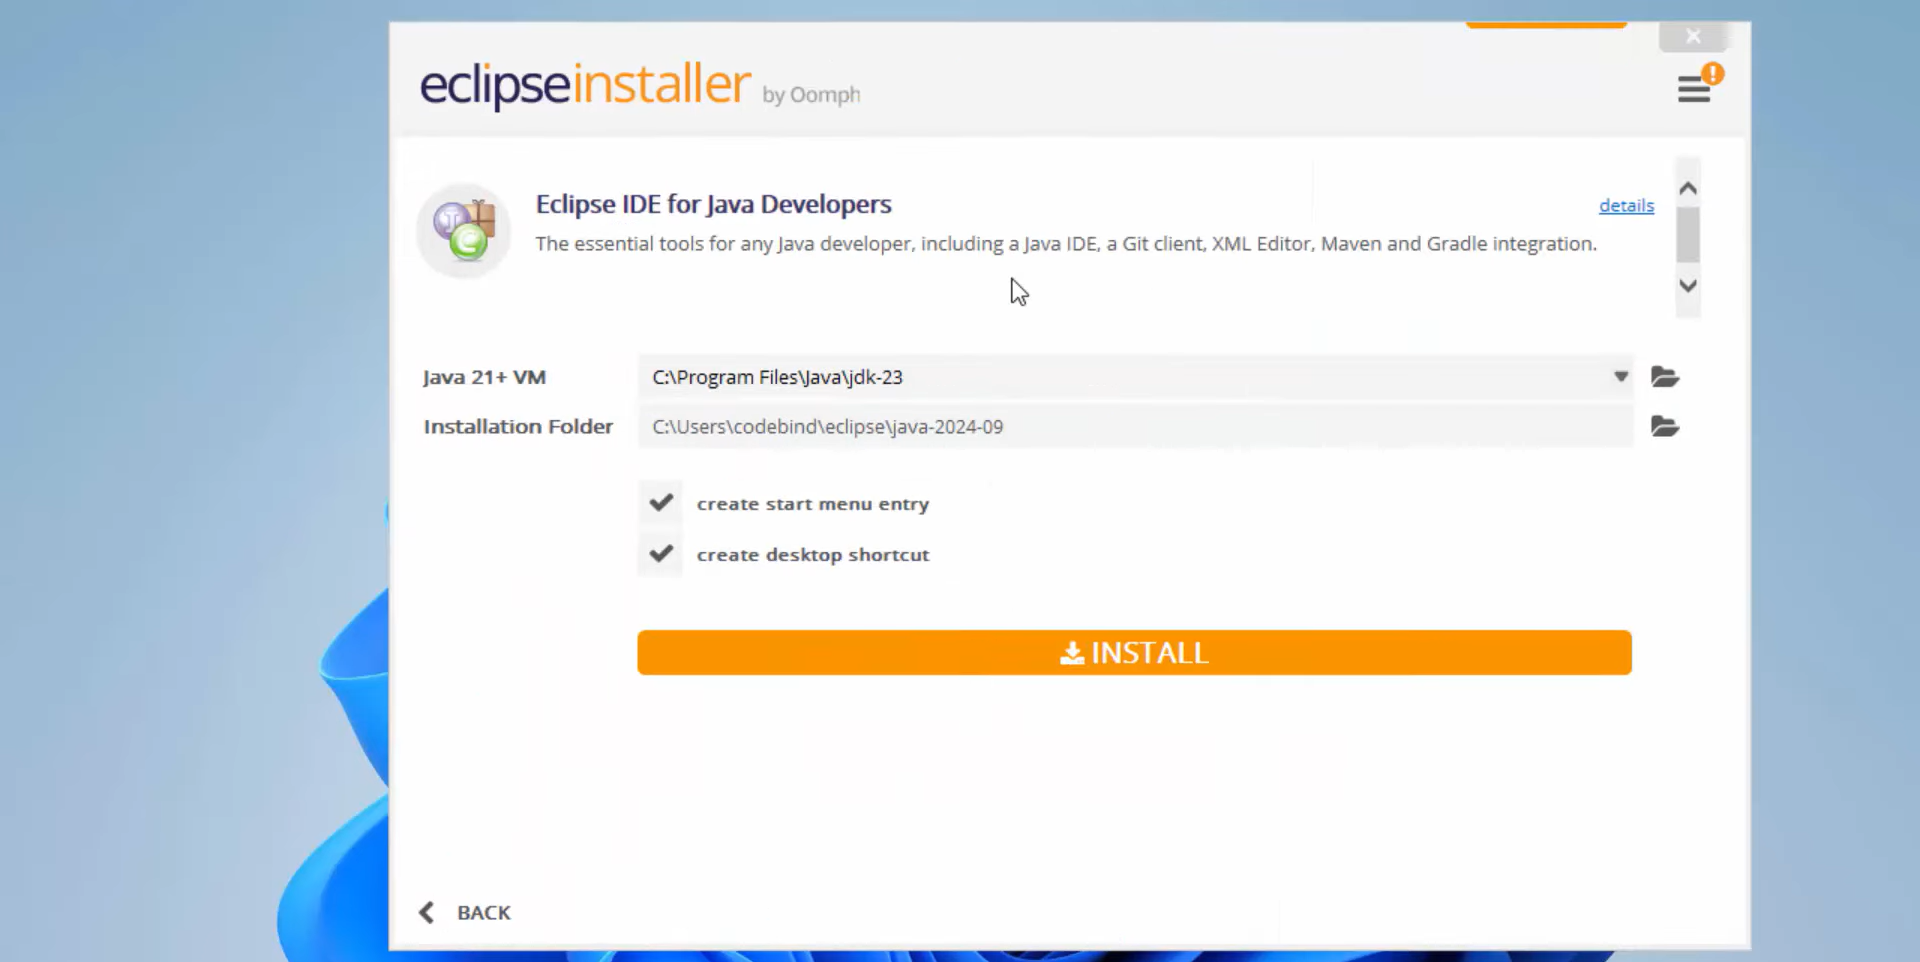 eclipseinstaller by Oomph
!
Eclipse IDE for Java Developers
details
The essential tools for any Java developer, including a Java IDE, a Git client, XML Editor, Maven and Gradle integration.
Java 21+ VM
C:\Program Files\Java\jdk-23
Installation Folder
C:\Users\codebind\eclipse\java-2024-09
create start menu entry
create desktop shortcut
INSTALL
BACK